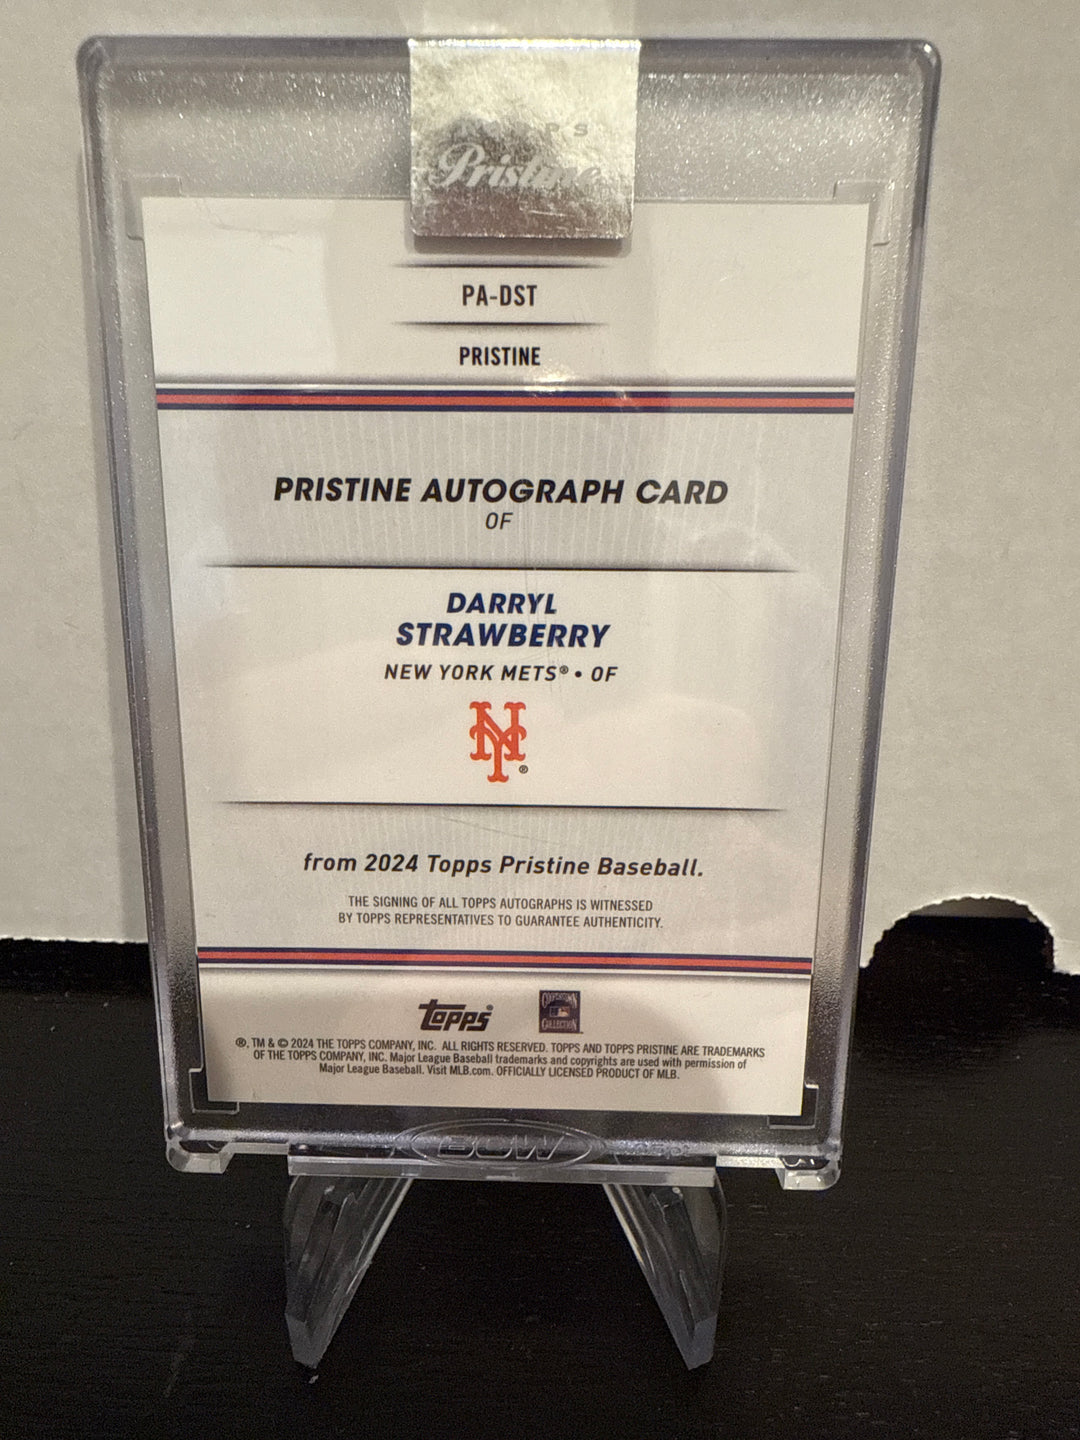 TOPPS
Pristine
PA-DST
PRISTINE
PRISTINE AUTOGRAPH CARD
OF
DARRYL
STRAWBERRY
NEW YORK METS® • OF
NY®
from 2024 Topps Pristine Baseball.
THE SIGNING OF ALL TOPPS AUTOGRAPHS IS WITNESSED
BY TOPPS REPRESENTATIVES TO GUARANTEE AUTHENTICITY.
topps®
COOPERSTOWN
COLLECTION
®, TM & © 2024 THE TOPPS COMPANY, INC. ALL RIGHTS RESERVED. TOPPS AND TOPPS PRISTINE ARE TRADEMARKS
OF THE TOPPS COMPANY, INC. Major League Baseball trademarks and copyrights are used with permission of
Major League Baseball. Visit MLB.com. OFFICIALLY LICENSED PRODUCT OF MLB.
BCW